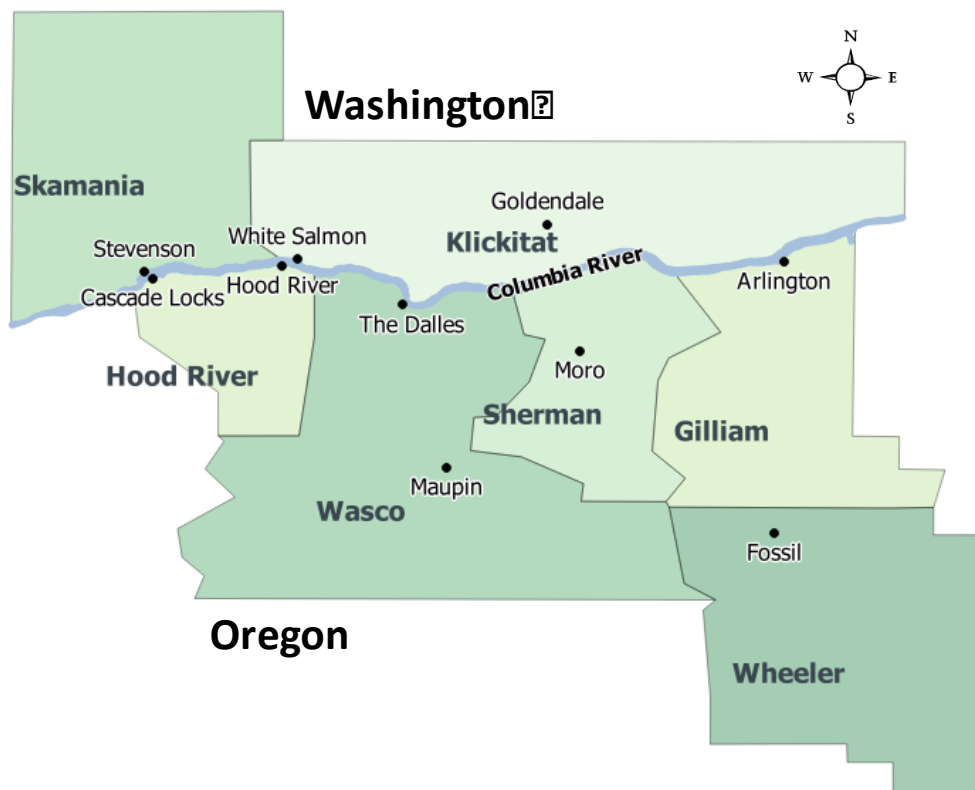 N
W E
S
Washington
Skamania
Goldendale
Klickitat
White Salmon
Stevenson
Columbia River
Cascade Locks
Hood River
Arlington
The Dalles
Moro
Hood River
Sherman
Gilliam
Maupin
Wasco
Fossil
Oregon
Wheeler